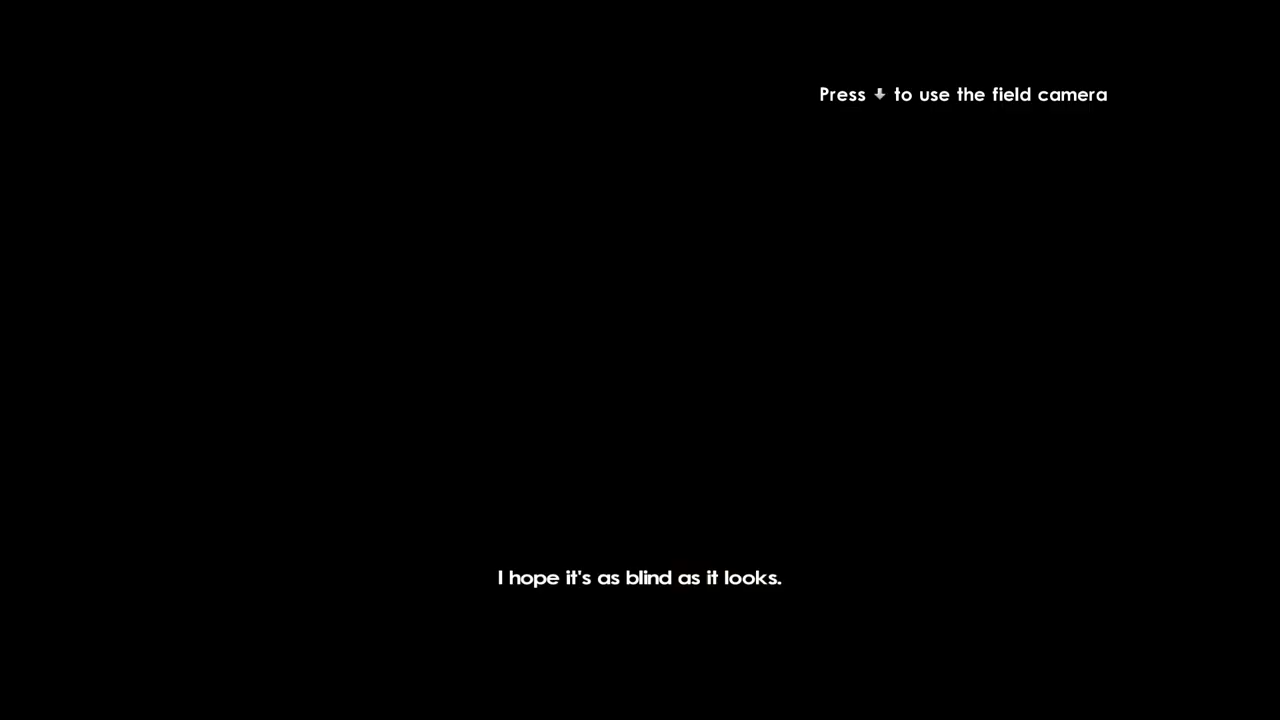 Press ⬇ to use the field camera
I hope it's as blind as it looks.